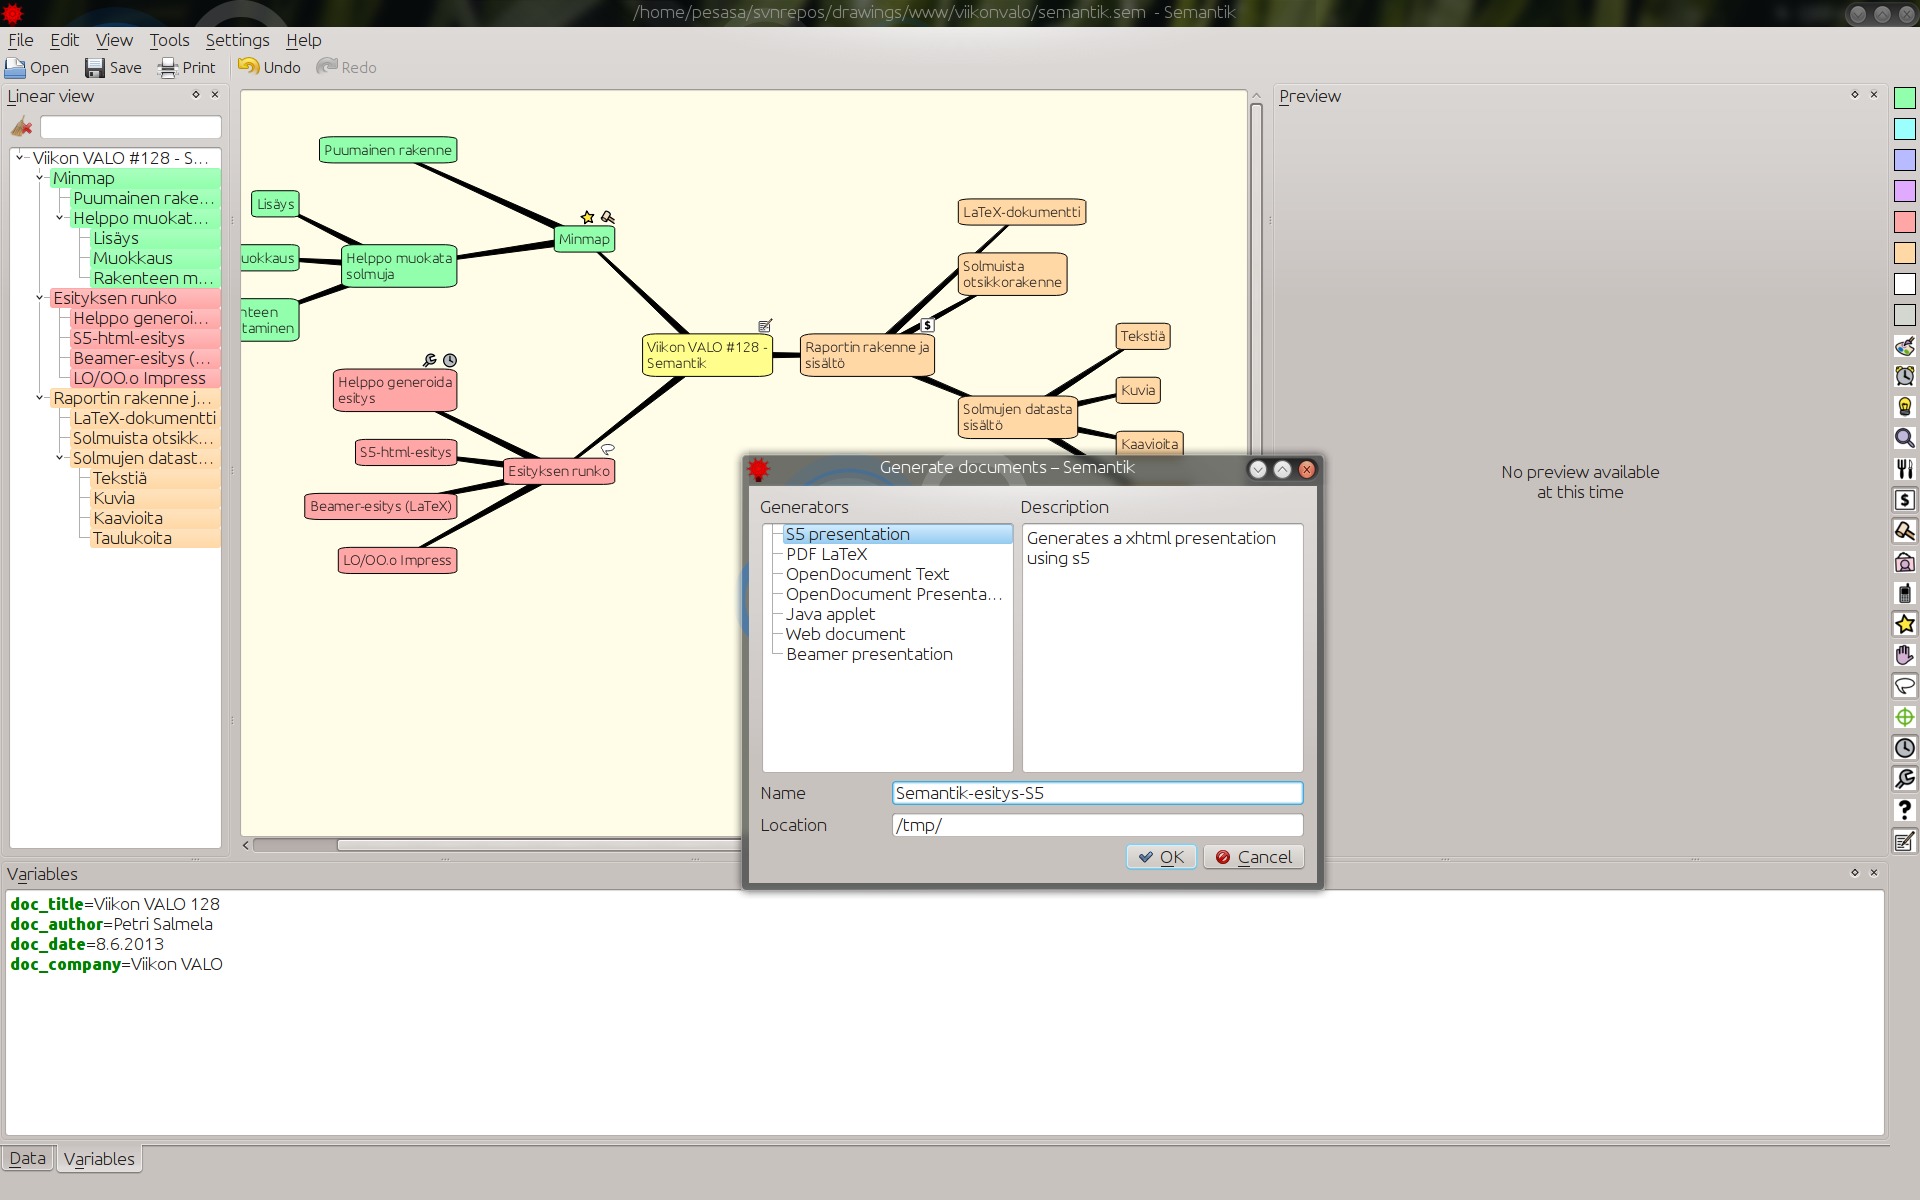 /home/pesasa/svnrepos/drawings/www/viikonvalo/semantik.sem - Semantik
File Edit View Tools Settings Help
Open Save Print Undo Redo
Linear view
Viikon VALO #128 - S...
Minmap
Puumainen rake...
Helppo muokat...
Lisäys
Muokkaus
Rakenteen m...
Esityksen runko
Helppo generoi...
S5-html-esitys
Beamer-esitys (...
LO/OO.o Impress
Raportin rakenne j...
LaTeX-dokumentti
Solmuista otsikk...
Solmujen datast...
Tekstiä
Kuvia
Kaavioita
Taulukoita
Puumainen rakenne
Lisäys
uokkaus
nteen
taminen
Helppo muokata
solmuja
Minmap
Viikon VALO #128 -
Semantik
Helppo generoida
esitys
S5-html-esitys
Beamer-esitys (LaTeX)
LO/OO.o Impress
Esityksen runko
Raportin rakenne ja
sisältö
LaTeX-dokumentti
Solmuista
otsikkorakenne
Solmujen datasta
sisältö
Tekstiä
Kuvia
Kaavioita
Preview
No preview available
at this time
Generate documents – Semantik
Generators
S5 presentation
PDF LaTeX
OpenDocument Text
OpenDocument Presenta...
Java applet
Web document
Beamer presentation
Description
Generates a xhtml presentation
using s5
Name Semantik-esitys-S5
Location /tmp/
OK Cancel
Variables
doc_title=Viikon VALO 128
doc_author=Petri Salmela
doc_date=8.6.2013
doc_company=Viikon VALO
Data Variables